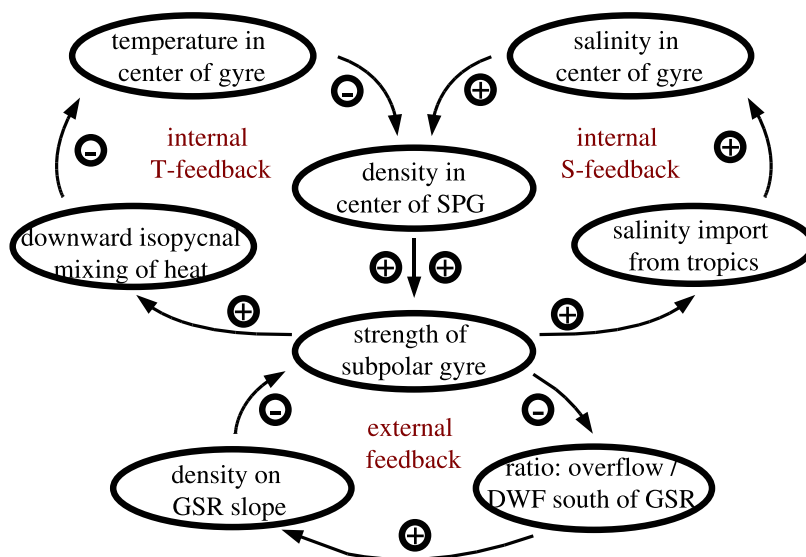 temperature in
center of gyre
salinity in
center of gyre
-
+
internal
T-feedback
internal
S-feedback
-
+
density in
center of SPG
downward isopycnal
mixing of heat
salinity import
from tropics
+ +
+
+
strength of
subpolar gyre
-
-
external
feedback
density on
GSR slope
ratio: overflow /
DWF south of GSR
+